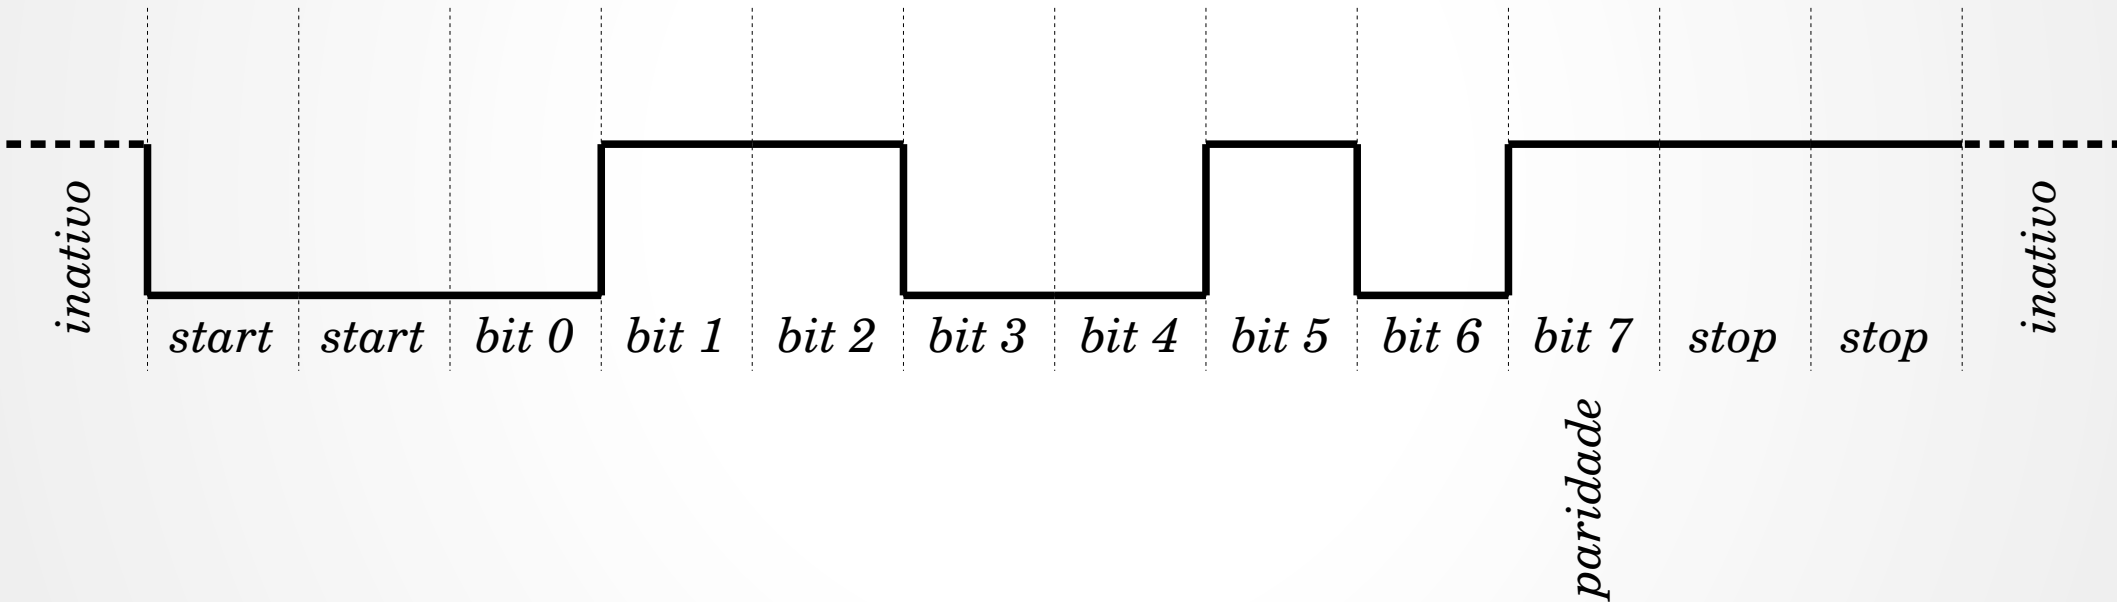 inativo
start start bit 0 bit 1 bit 2 bit 3 bit 4 bit 5 bit 6 bit 7 stop stop
inativo
paridade